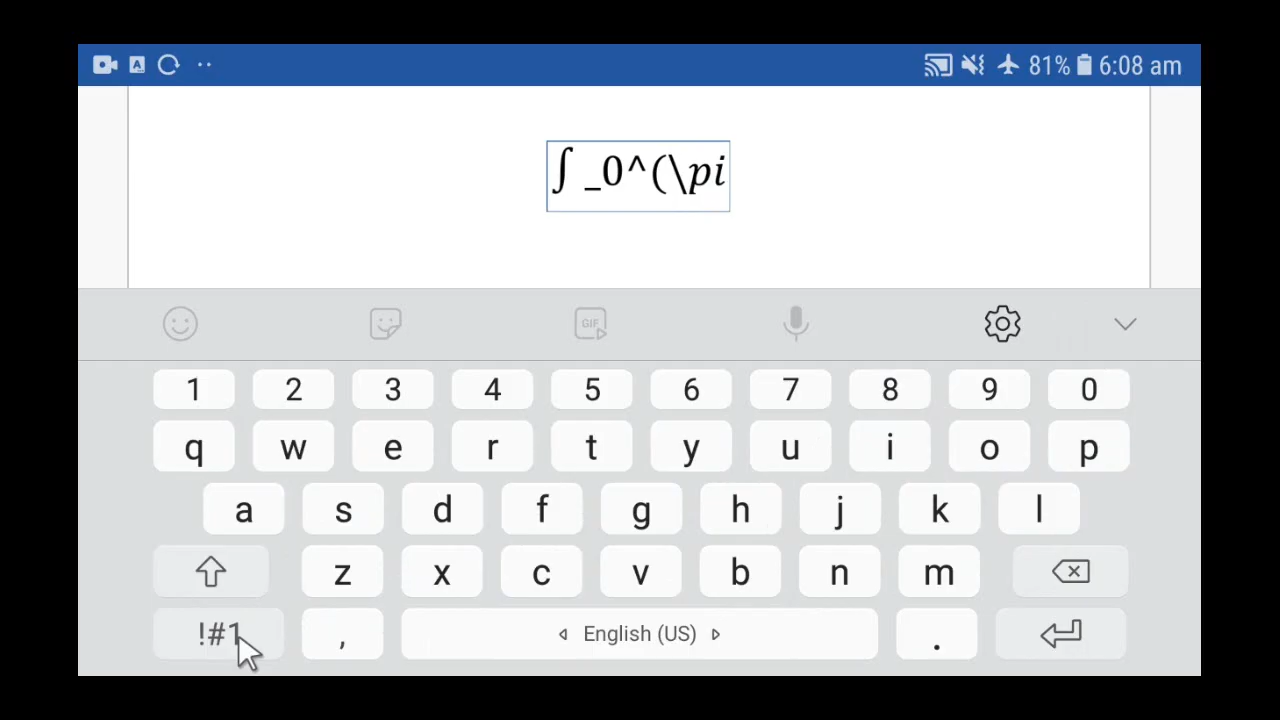 81% 6:08 am
∫ _0^(\pi
GIF
1 2 3 4 5 6 7 8 9 0
q w e r t y u i o p
a s d f g h j k l
z x c v b n m
!#1 , English (US) .